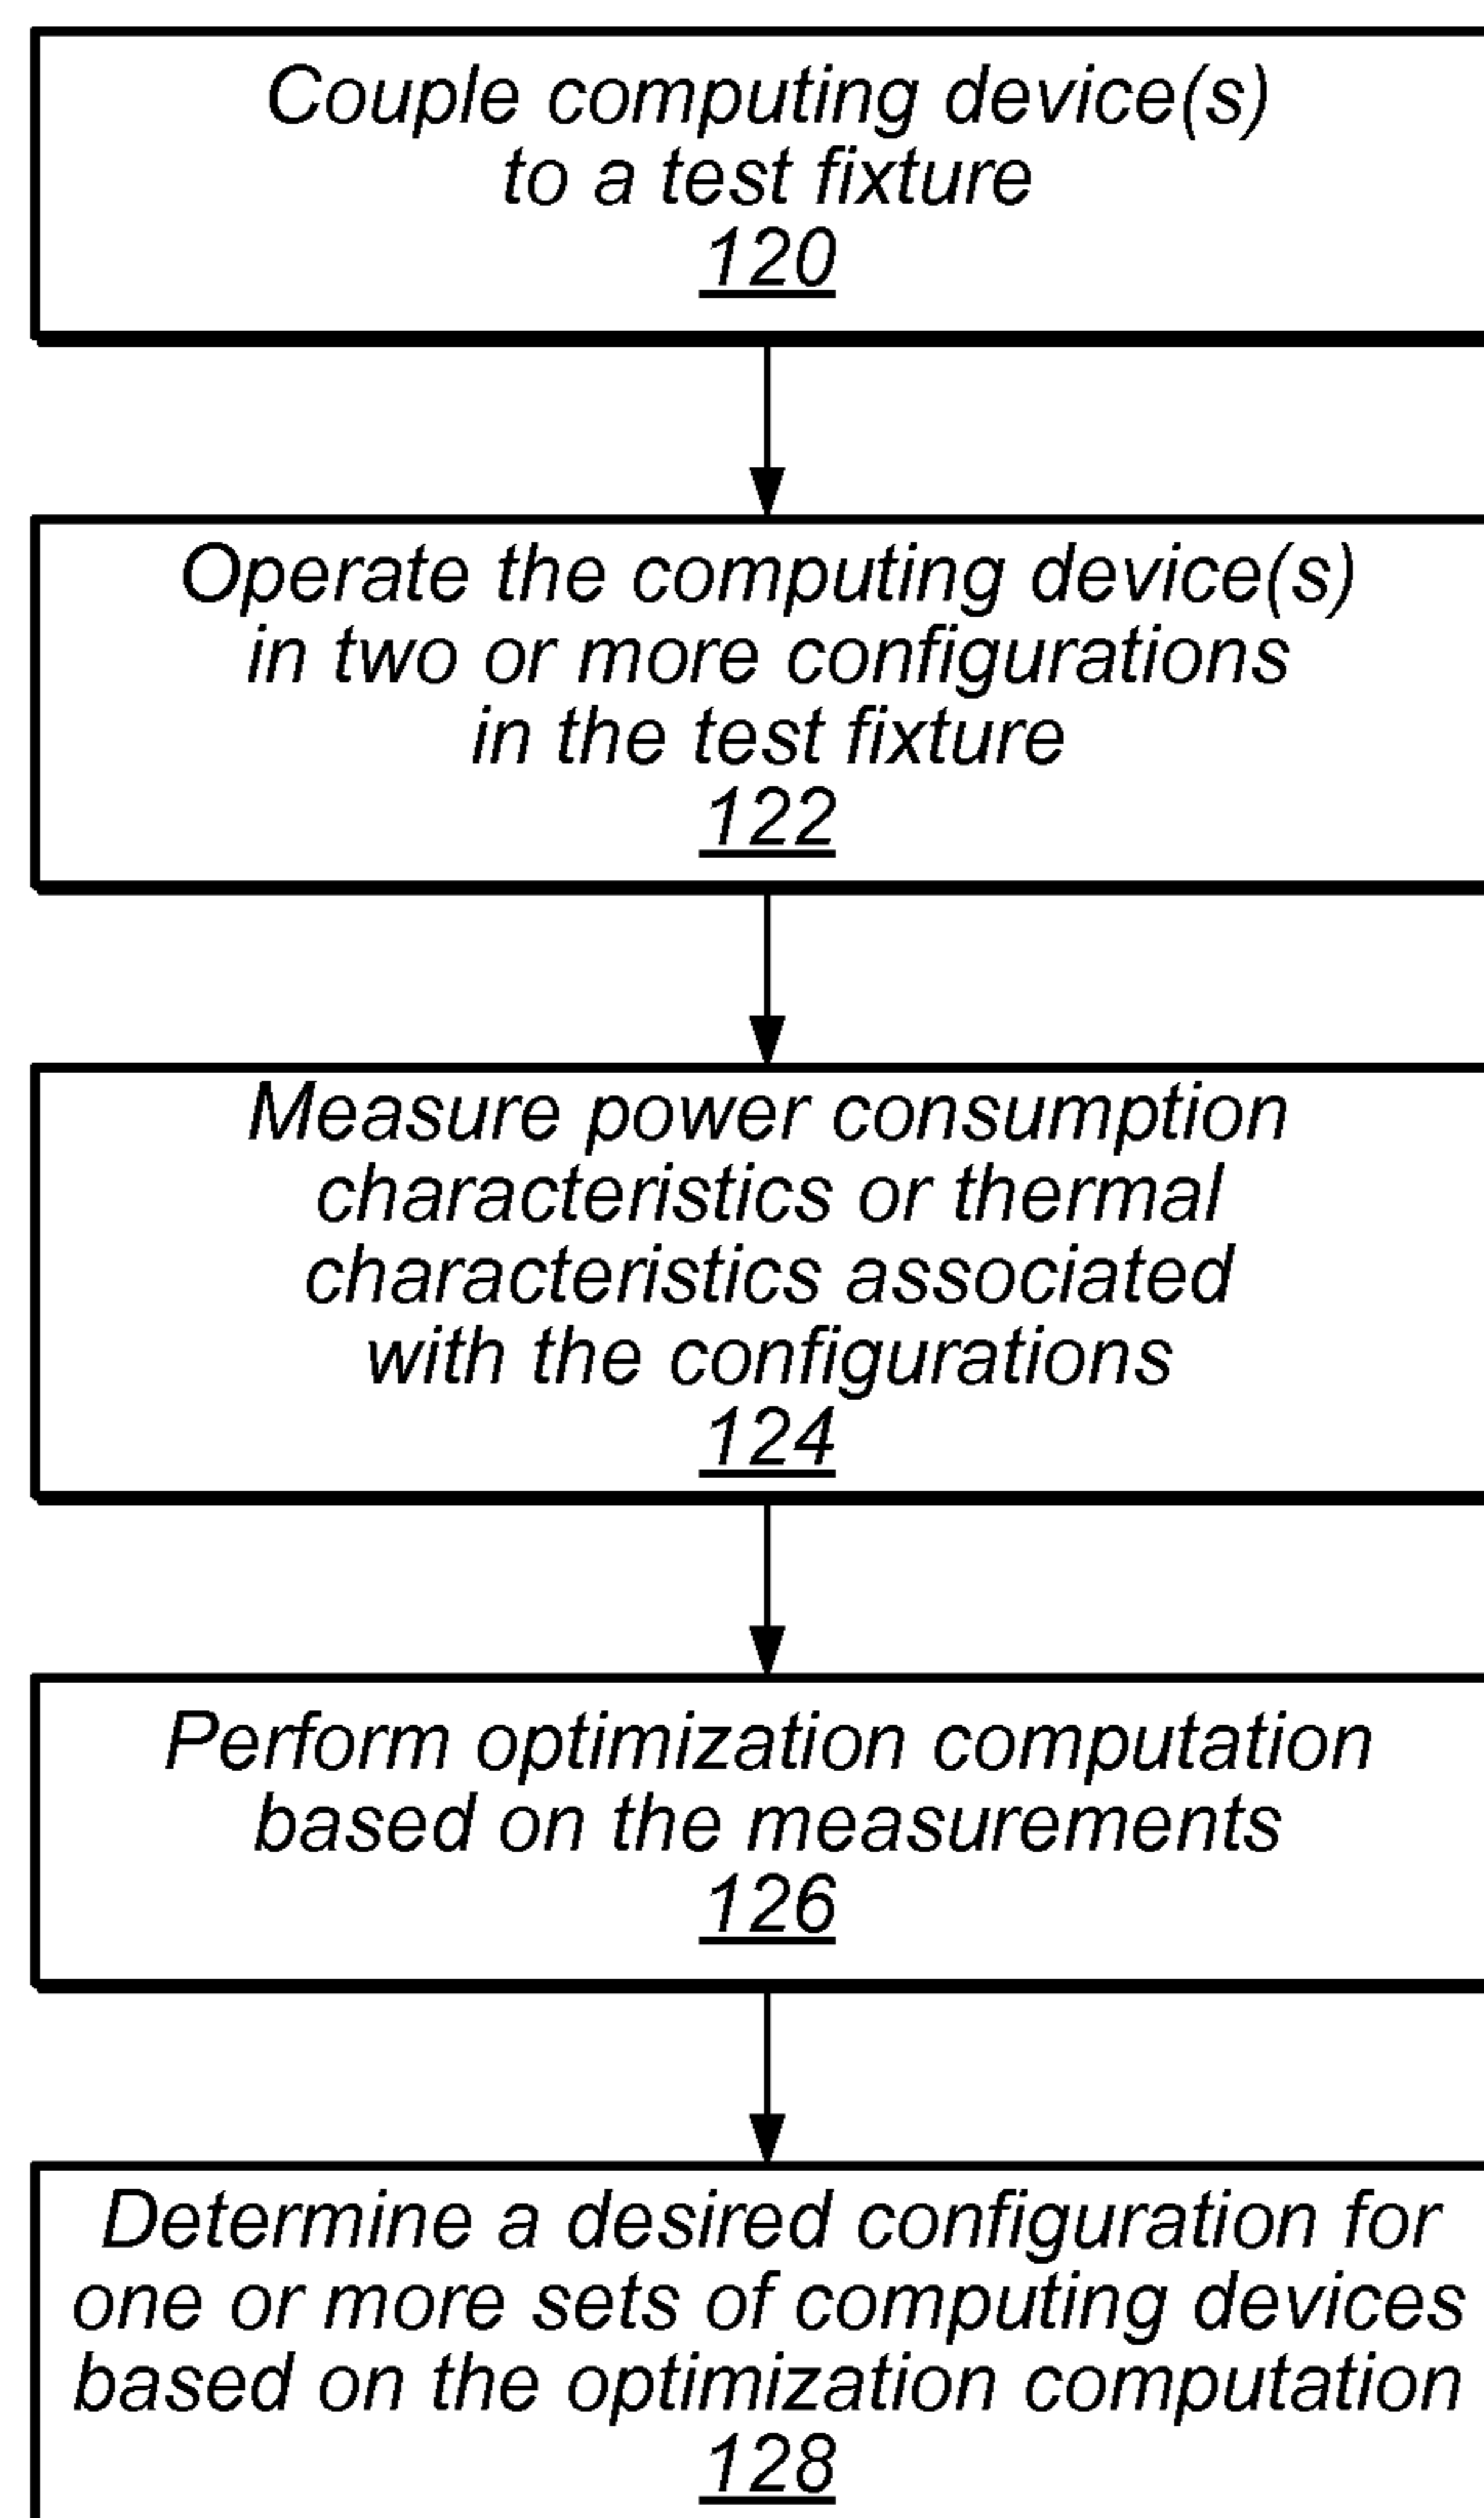 Couple computing device(s)
to a test fixture
120
Operate the computing device(s)
in two or more configurations
in the test fixture
122
Measure power consumption
characteristics or thermal
characteristics associated
with the configurations
124
Perform optimization computation
based on the measurements
126
Determine a desired configuration for
one or more sets of computing devices
based on the optimization computation
128